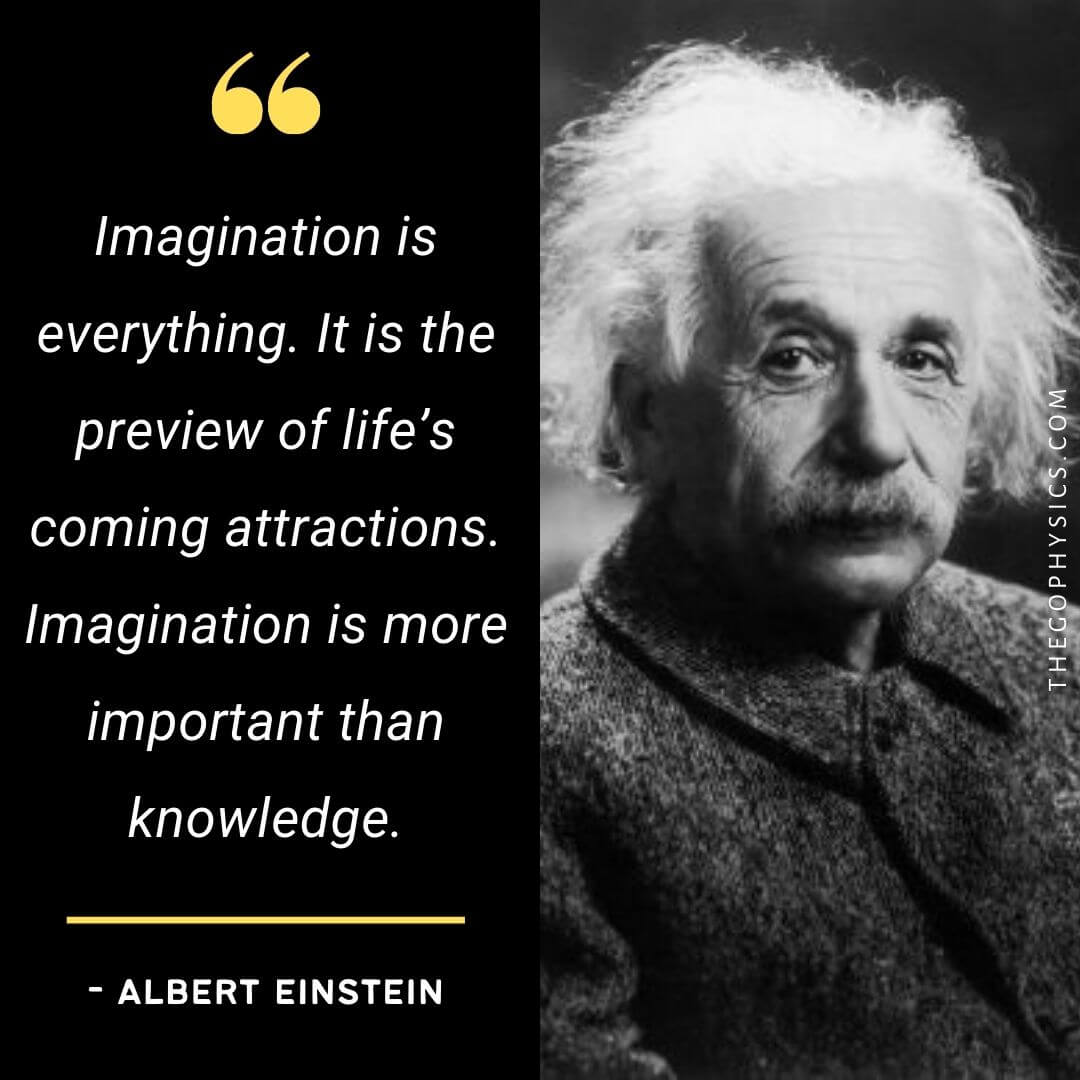 “
Imagination is
everything. It is the
preview of life’s
coming attractions.
Imagination is more
important than
knowledge.
- ALBERT EINSTEIN
THEGOPHYSICS.COM